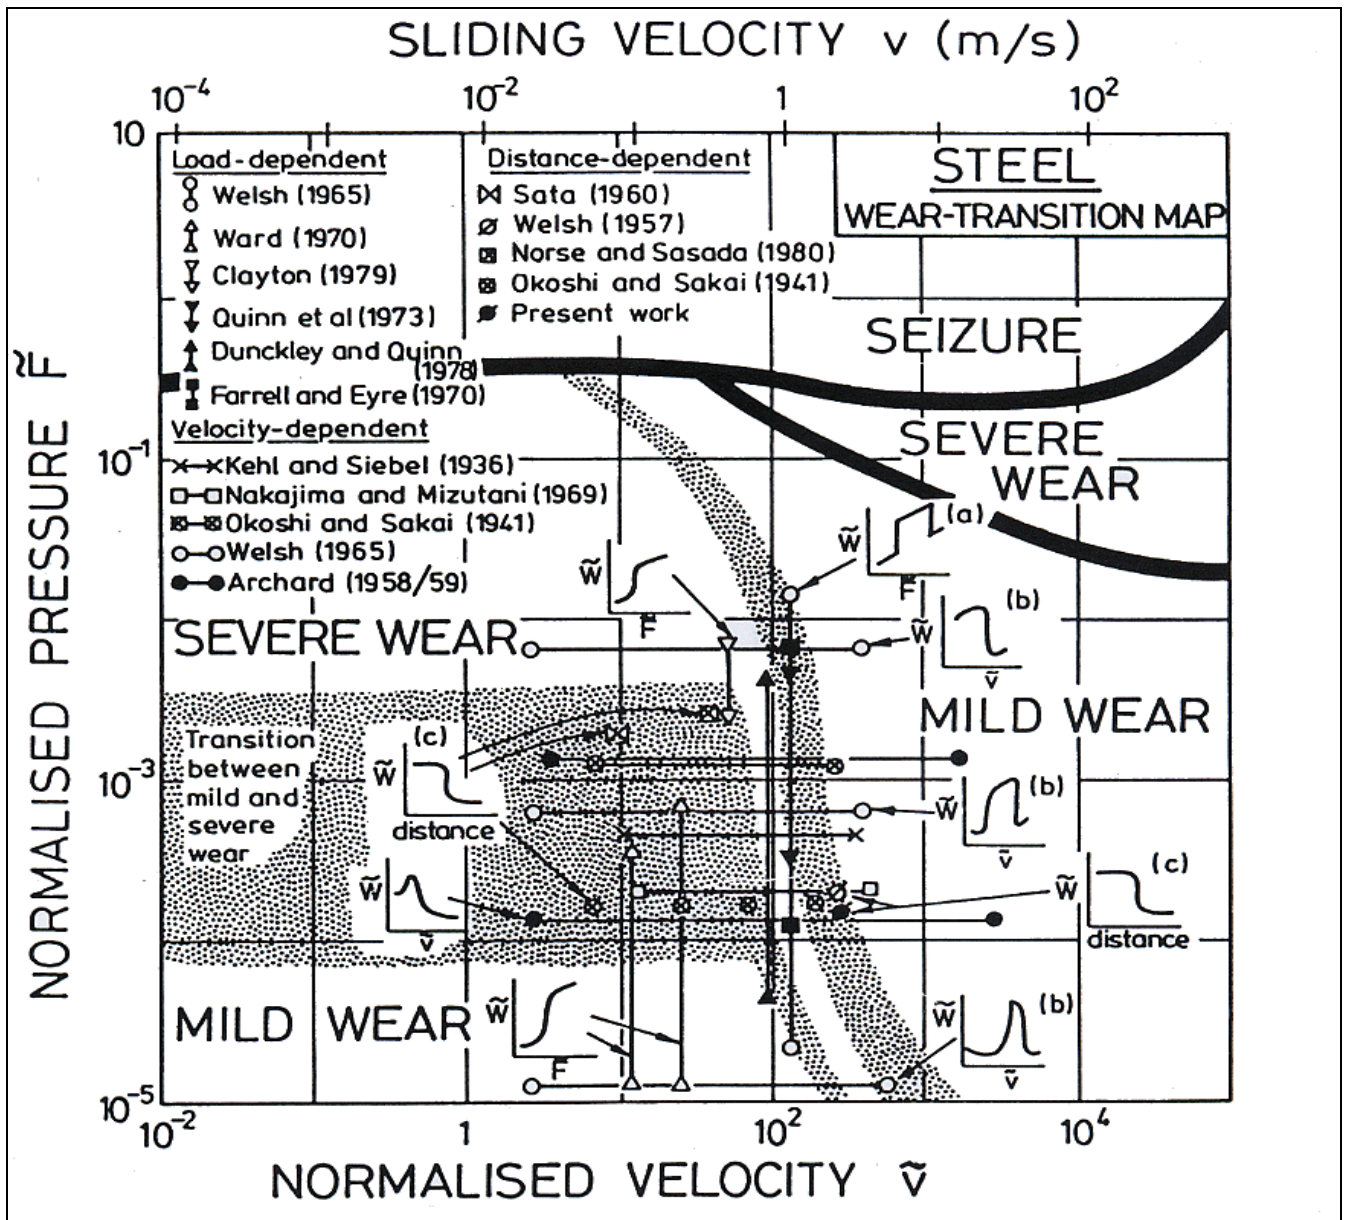 SLIDING VELOCITY v (m/s)
10⁻⁴ 10⁻² 1 10²
10
STEEL
WEAR-TRANSITION MAP
Load-dependent
Welsh (1965)
Ward (1970)
Clayton (1979)
Quinn et al (1973)
Dunckley and Quinn
(1978)
Farrell and Eyre (1970)
Distance-dependent
Sata (1960)
Welsh (1957)
Norse and Sasada (1980)
Okoshi and Sakai (1941)
Present work
Velocity-dependent
Kehl and Siebel (1936)
Nakajima and Mizutani (1969)
Okoshi and Sakai (1941)
Welsh (1965)
Archard (1958/59)
SEIZURE
SEVERE
WEAR
10⁻¹
W̃ (a)
F̃
W̃
F̃
W̃ (b)
ṽ
SEVERE WEAR
MILD WEAR
Transition
between
mild and
severe
wear
(c)
W̃
distance
10⁻³
W̃ (b)
ṽ
W̃
ṽ
W̃ (c)
distance
MILD WEAR
W̃
F̃
W̃ (b)
ṽ
10⁻⁵
10⁻² 1 10² 10⁴
NORMALISED VELOCITY ṽ
NORMALISED PRESSURE F̃